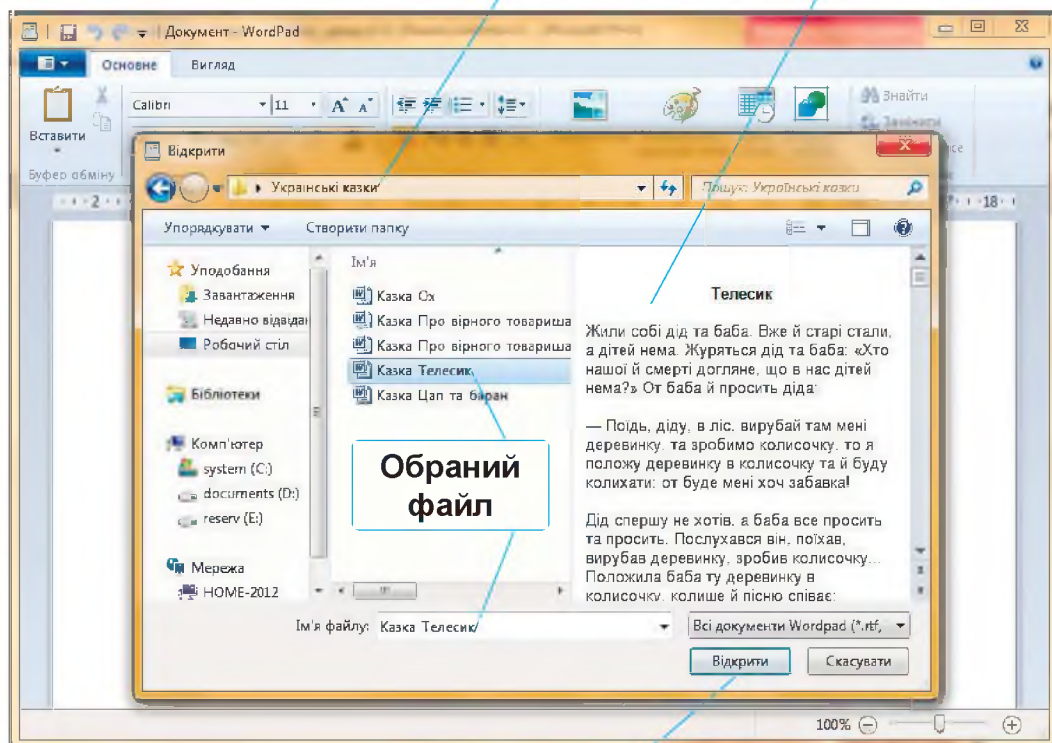 Документ - WordPad
Основне Вигляд
Вставити
Calibri 11
Знайти
Буфер обміну
Відкрити
Українські казки
Пошук: Українські казки
2 18
Упорядкувати Створити папку
Уподобання
Завантаження
Недавно відвідан
Робочий стіл
Бібліотеки
Комп'ютер
system (C:)
documents (D:)
reserv (E:)
Мережа
HOME-2012
Ім'я
Казка Ох
Казка Про вірного товариша
Казка Про вірного товариша
Казка Телесик
Казка Цап та баран
Обраний
файл
Телесик
Жили собі дід та баба. Вже й старі стали,
а дітей нема. Журяться дід та баба: «Хто
нашої й смерті догляне, що в нас дітей
нема?» От баба й просить діда:
— Поїдь, діду, в ліс, вирубай там мені
деревинку, та зробимо колисочку, то я
положу деревинку в колисочку та й буду
колихати: от буде мені хоч забавка!
Дід спершу не хотів, а баба все просить
та просить. Послухався він, поїхав,
вирубав деревинку, зробив колисочку...
Положила баба ту деревинку в
колисочку, колише й пісню співає:
Ім'я файлу: Казка Телесик
Всі документи Wordpad (*.rtf,
Відкрити Скасувати
100%